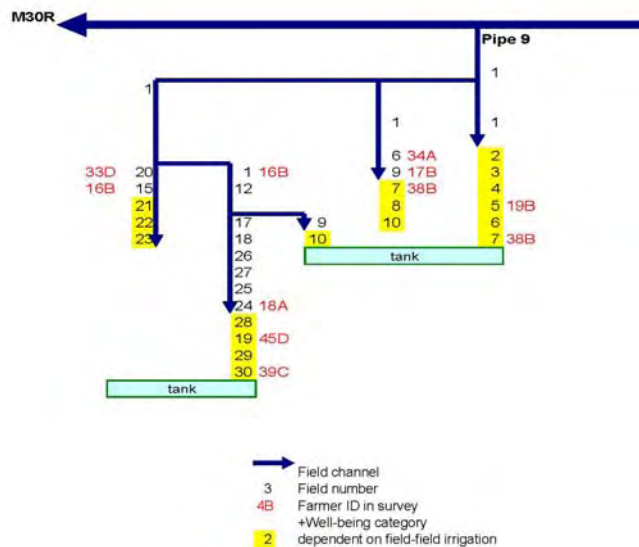 M30R
Pipe 9
1
1
1
1
6 34A
2
33D 20
1 16B
9 17B
3
16B 15
12
7 38B
4
21
8
5 19B
22
17
9
10
6
23
18
10
7 38B
26
tank
27
25
24 18A
28
19 45D
29
30 39C
tank
Field channel
3 Field number
4B Farmer ID in survey
+Well-being category
2 dependent on field-field irrigation